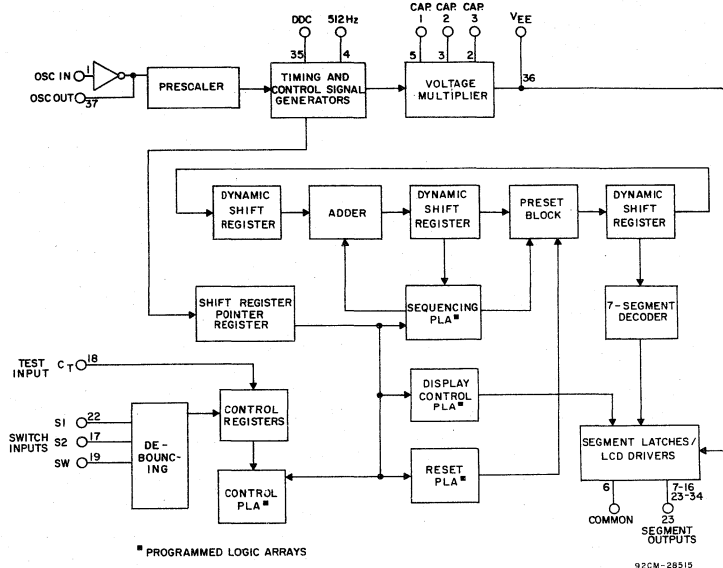 DDC 512Hz
CAP. CAP. CAP.
1 2 3
VEE
35 4
5 3 2
36
OSC IN 1
OSC OUT 37
PRESCALER
TIMING AND
CONTROL SIGNAL
GENERATORS
VOLTAGE
MULTIPLIER
DYNAMIC
SHIFT
REGISTER
ADDER
DYNAMIC
SHIFT
REGISTER
PRESET
BLOCK
DYNAMIC
SHIFT
REGISTER
SHIFT REGISTER
POINTER
REGISTER
SEQUENCING
PLA■
7-SEGMENT
DECODER
TEST
INPUT
CT 18
S1 22
SWITCH
INPUTS
S2 17
SW 19
DE-
BOUNC-
ING
CONTROL
REGISTERS
CONTROL
PLA■
DISPLAY
CONTROL
PLA■
RESET
PLA■
SEGMENT LATCHES/
LCD DRIVERS
6
COMMON
7-16
23-34
23
SEGMENT
OUTPUTS
■ PROGRAMMED LOGIC ARRAYS
92CM-28515